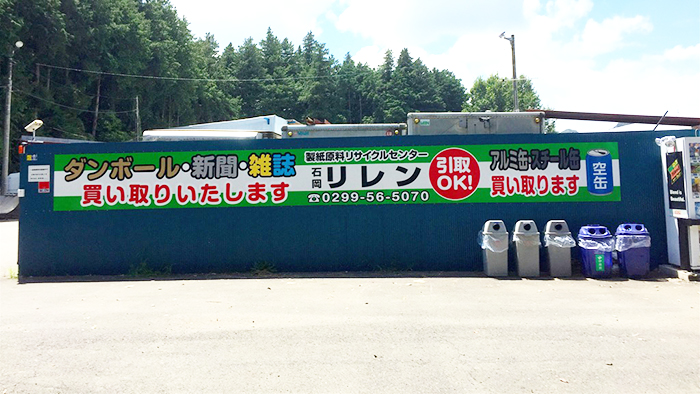 ダンボール・新聞・雑誌
買い取りいたします
製紙原料リサイクルセンター
石岡 リレン
☎0299-56-5070
引取OK!
アルミ缶・スチール缶
買い取ります
空缶